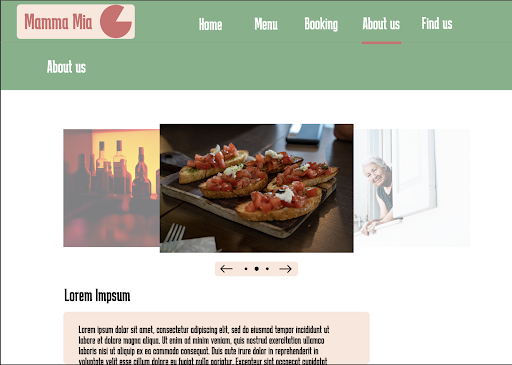 Mamma Mia
Home Menu Booking About us Find us
About us
Lorem Impsum
Lorem ipsum dolor sit amet, consectetur adipiscing elit, sed do eiusmod tempor incididunt ut
labore et dolore magna aliqua. Ut enim ad minim veniam, quis nostrud exercitation ullamco
laboris nisi ut aliquip ex ea commodo consequat. Duis aute irure dolor in reprehenderit in
voluptate velit esse cillum dolore eu fugiat nulla pariatur. Excepteur sint occaecat cupidatat